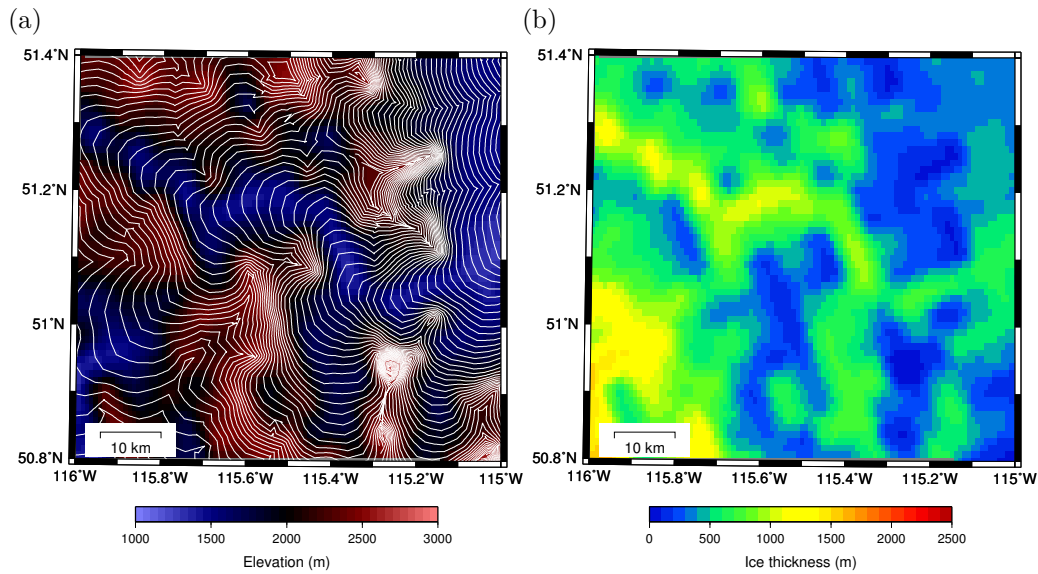 (a)
51.4˚N
51.2˚N
51˚N
50.8˚N
10 km
116˚W
115.8˚W
115.6˚W
115.4˚W
115.2˚W
115˚W
1000
1500
2000
2500
3000
Elevation (m)
(b)
51.4˚N
51.2˚N
51˚N
50.8˚N
10 km
116˚W
115.8˚W
115.6˚W
115.4˚W
115.2˚W
115˚W
0
500
1000
1500
2000
2500
Ice thickness (m)